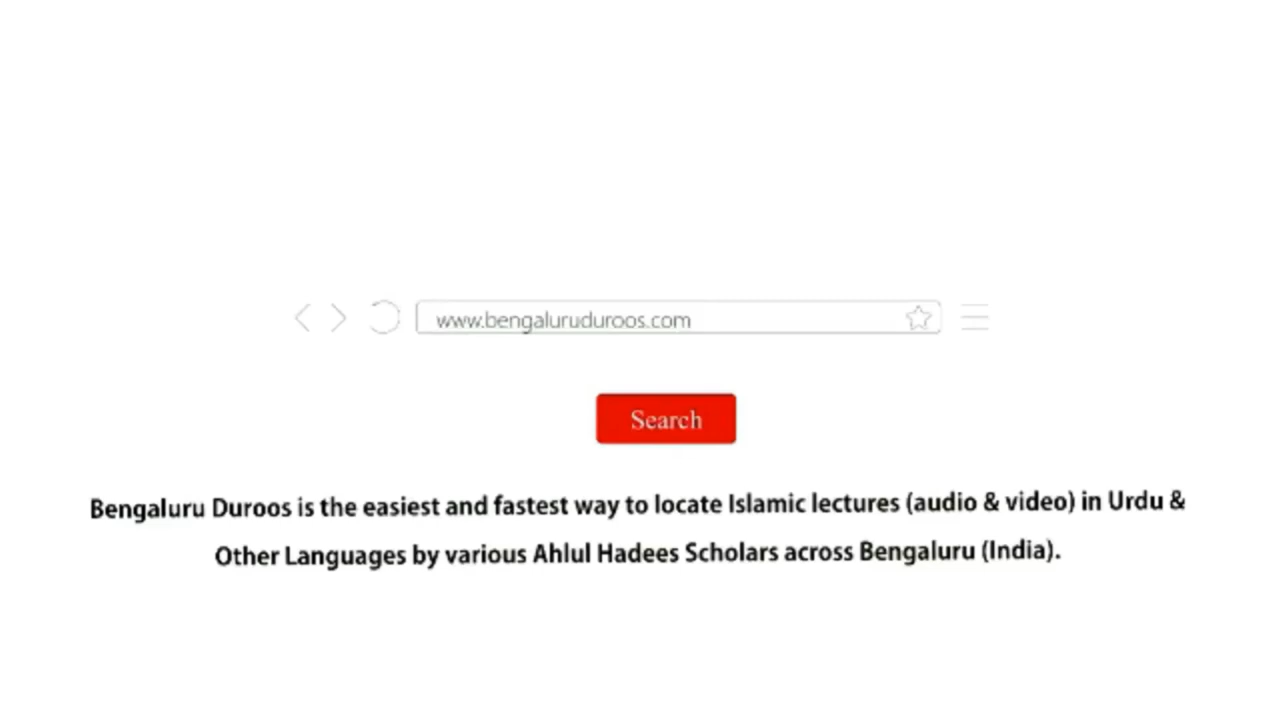 www.bengaluruduroos.com
Search
Bengaluru Duroos is the easiest and fastest way to locate Islamic lectures (audio & video) in Urdu &
Other Languages by various Ahlul Hadees Scholars across Bengaluru (India).